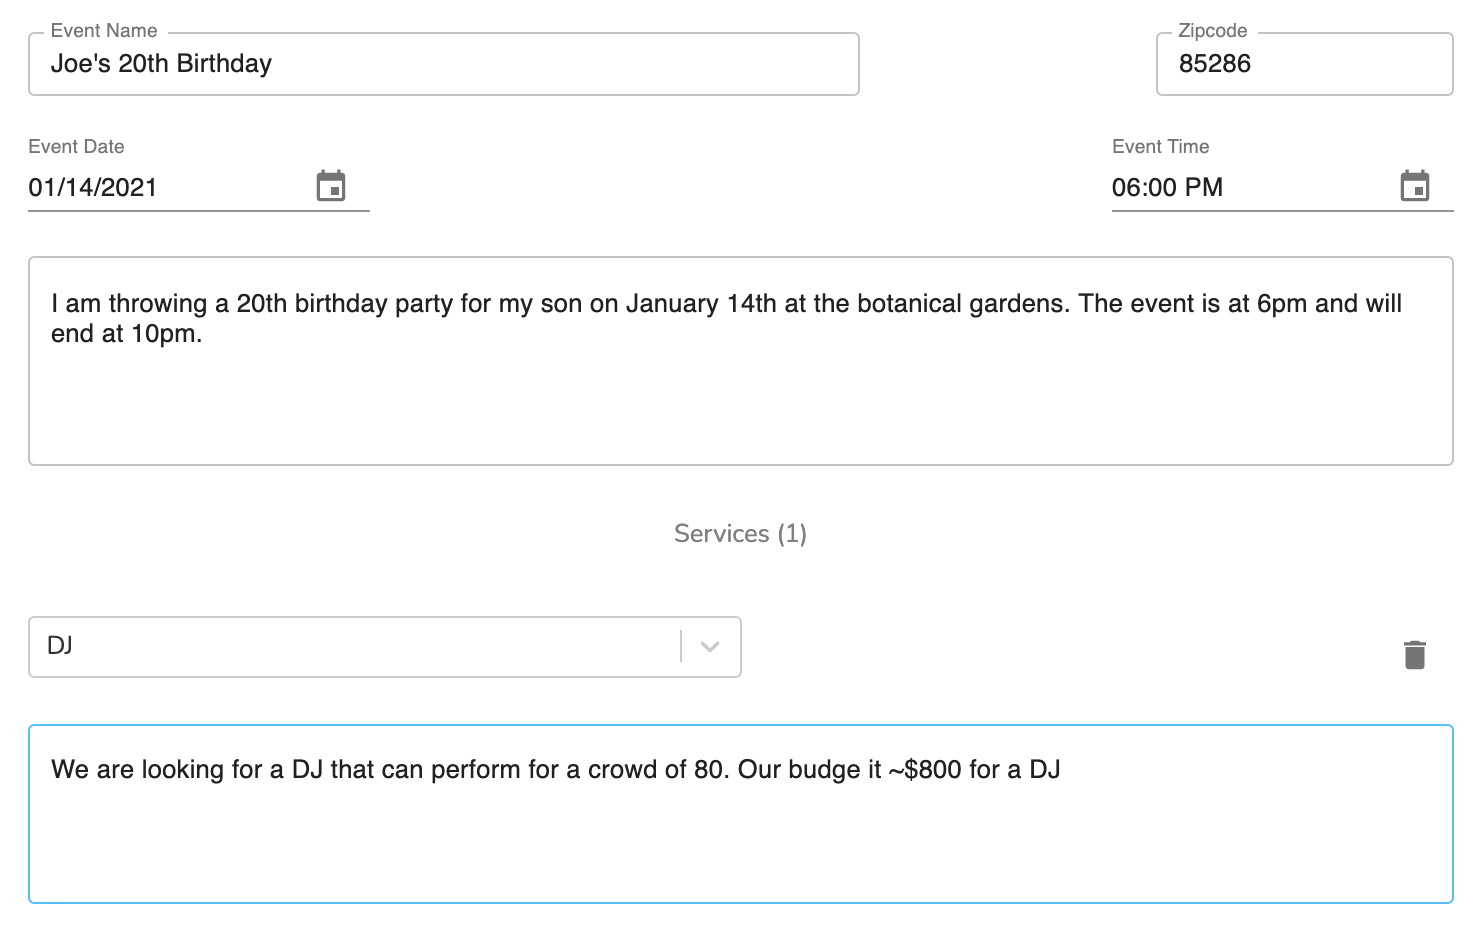 Event Name
Joe's 20th Birthday
Zipcode
85286
Event Date
01/14/2021
Event Time
06:00 PM
I am throwing a 20th birthday party for my son on January 14th at the botanical gardens. The event is at 6pm and will
end at 10pm.
Services (1)
DJ
We are looking for a DJ that can perform for a crowd of 80. Our budge it ~$800 for a DJ